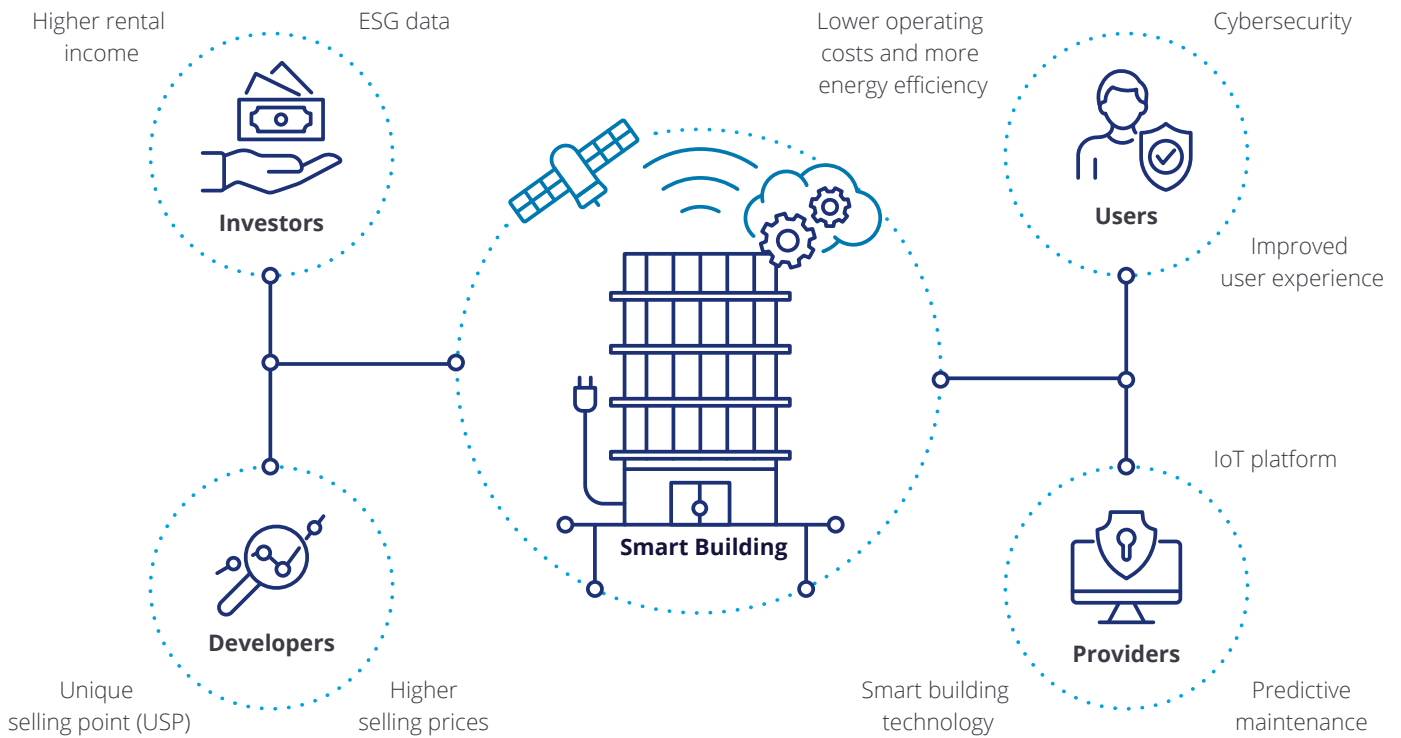 Higher rental
income
ESG data
Investors
Lower operating
costs and more
energy efficiency
Cybersecurity
Users
Improved
user experience
Smart Building
Developers
Unique
selling point (USP)
Higher
selling prices
IoT platform
Providers
Smart building
technology
Predictive
maintenance